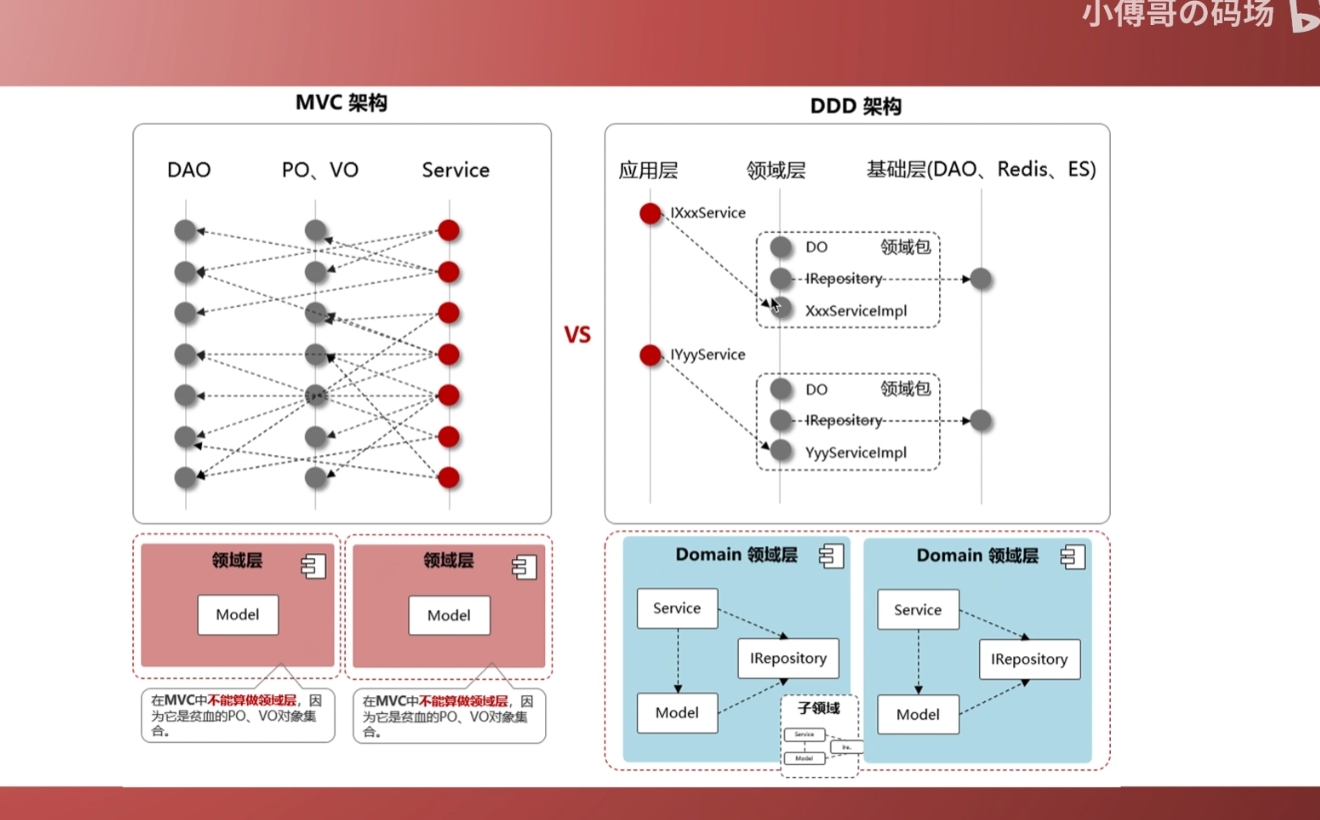 小傅哥の码场
MVC 架构
DDD 架构
DAO
PO、VO
Service
应用层
领域层
基础层(DAO、Redis、ES)
IXxxService
DO
领域包
IRepository
XxxServiceImpl
VS
IYyyService
DO
领域包
IRepository
YyyServiceImpl
领域层
Model
领域层
Model
在MVC中不能算做领域层，因
为它是贫血的PO、VO对象集
合。
在MVC中不能算做领域层，因
为它是贫血的PO、VO对象集
合。
Domain 领域层
Service
IRepository
Model
子领域
Service
Model
Domain 领域层
Service
IRepository
Model